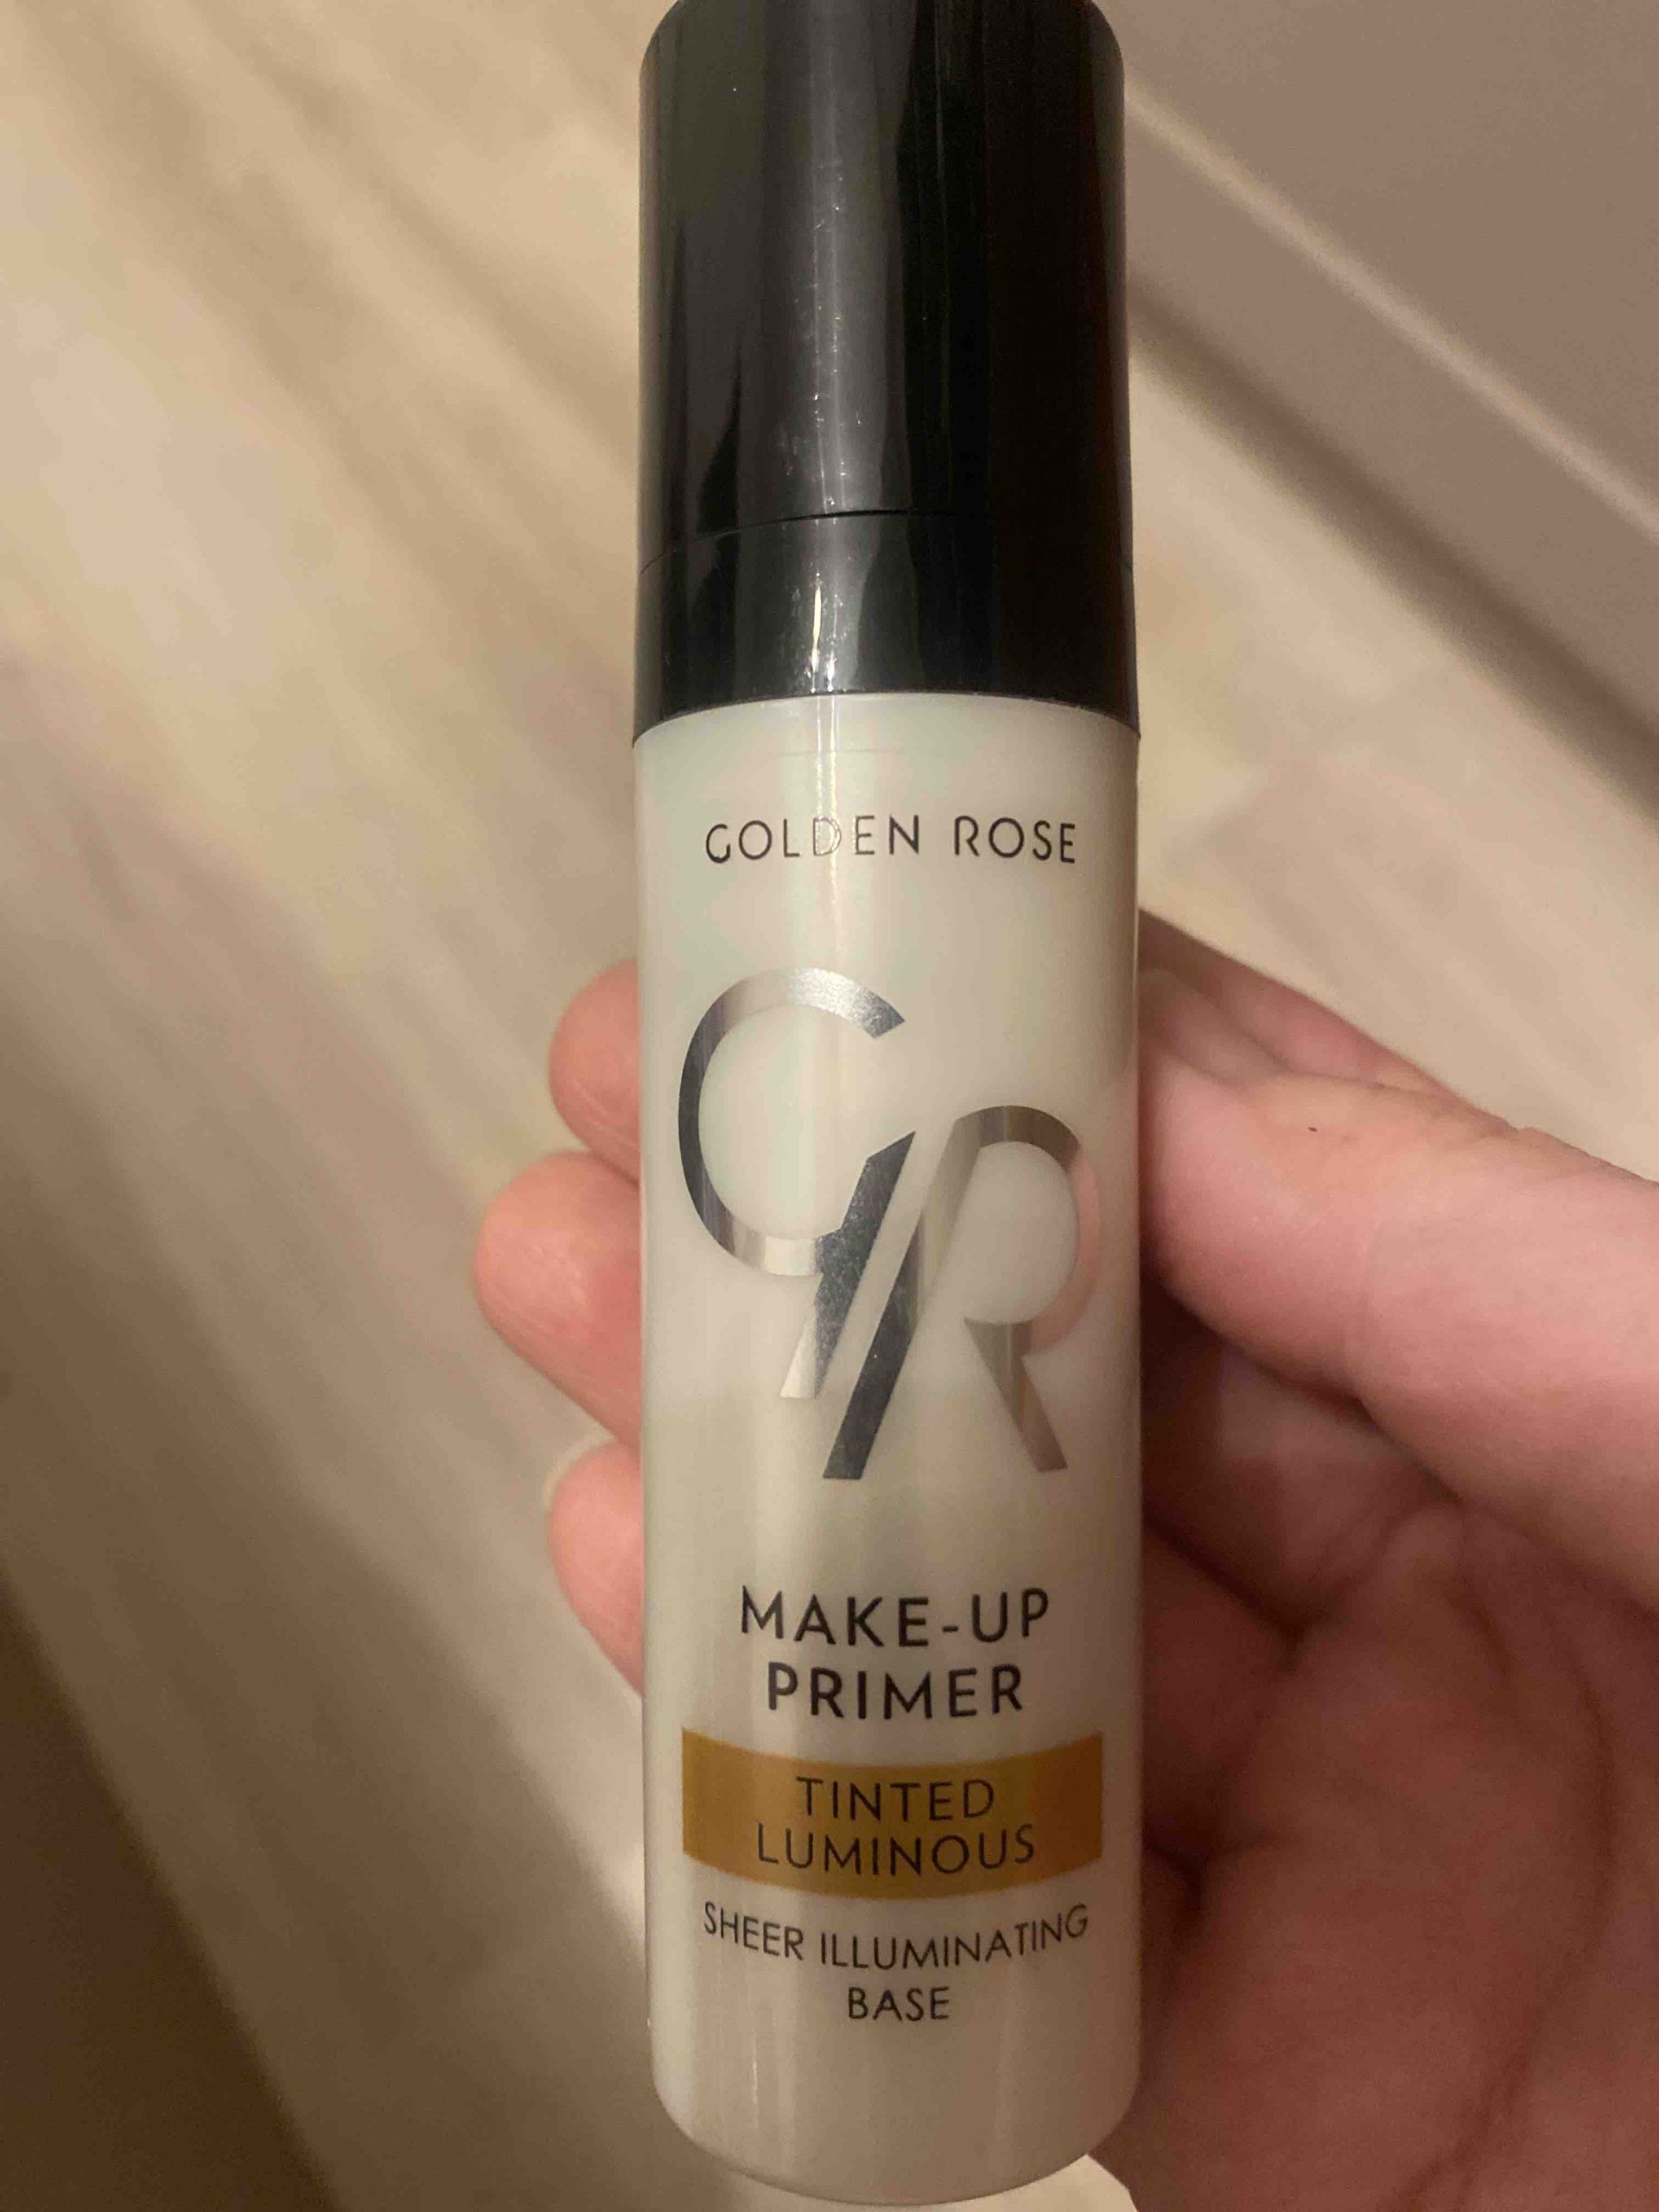 GOLDEN ROSE
GR
MAKE-UP
PRIMER
TINTED
LUMINOUS
SHEER ILLUMINATING
BASE